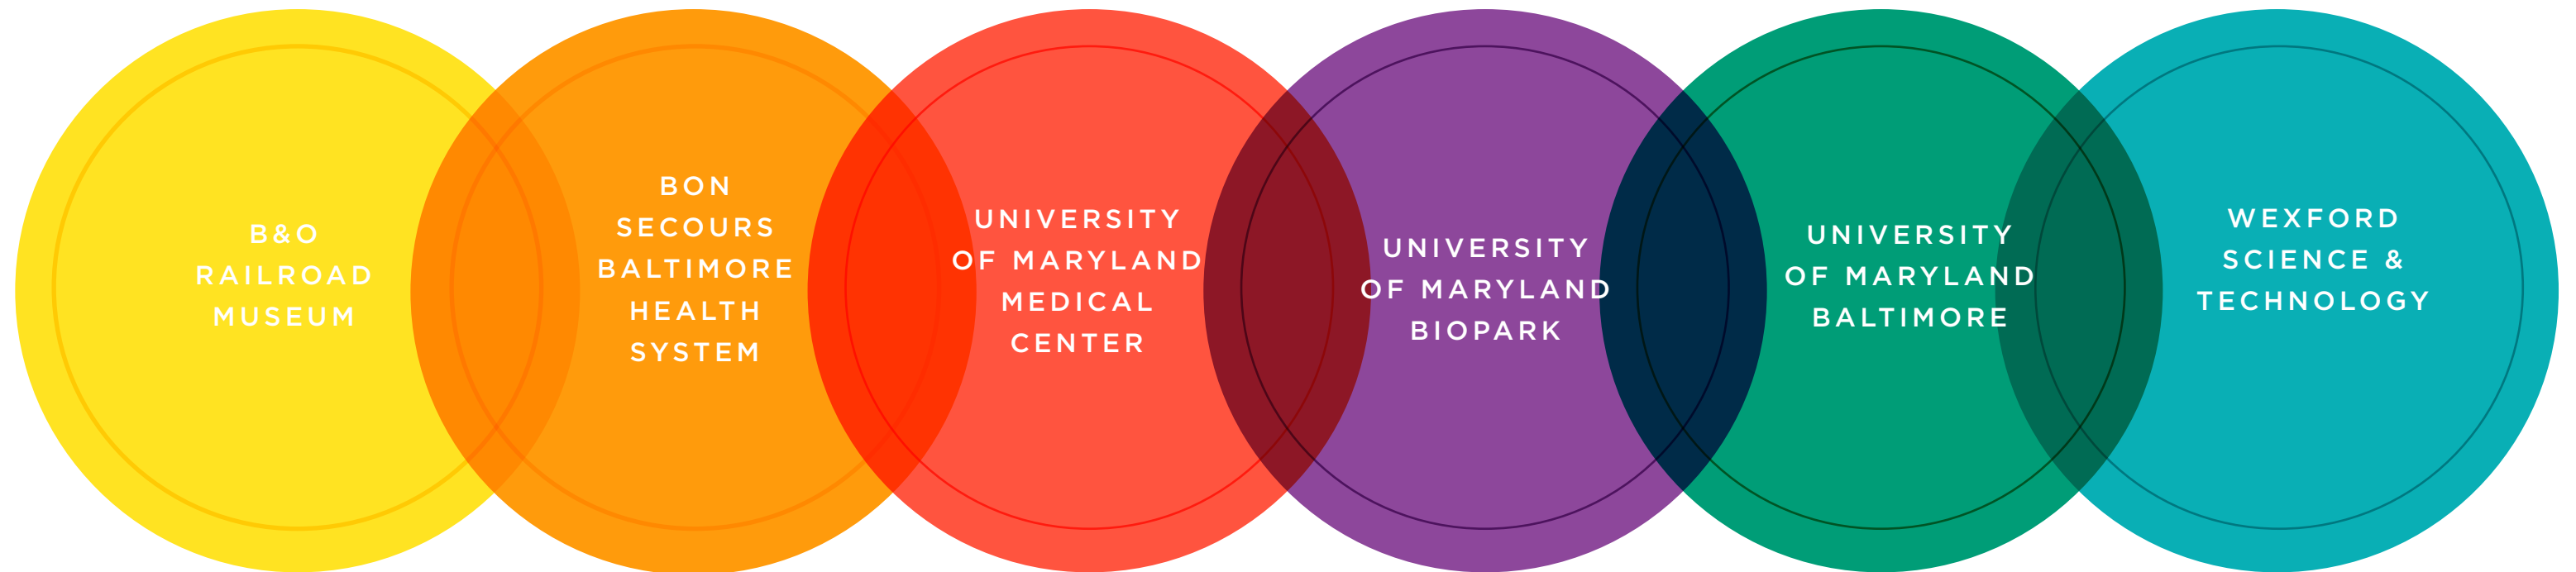 B&O
RAILROAD
MUSEUM
BON
SECOURS
BALTIMORE
HEALTH
SYSTEM
UNIVERSITY
OF MARYLAND
MEDICAL
CENTER
UNIVERSITY
OF MARYLAND
BIOPARK
UNIVERSITY
OF MARYLAND
BALTIMORE
WEXFORD
SCIENCE &
TECHNOLOGY